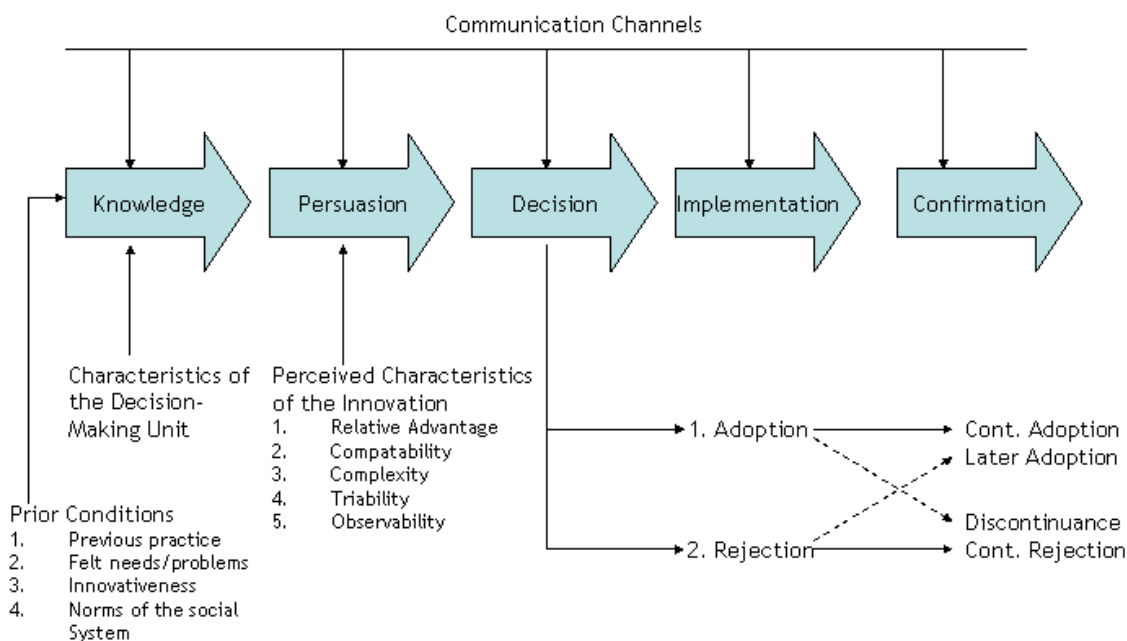 Communication Channels
Knowledge
Persuasion
Decision
Implementation
Confirmation
Characteristics of
the Decision-
Making Unit
Perceived Characteristics
of the Innovation
1. Relative Advantage
2. Compatability
3. Complexity
4. Triability
5. Observability
Prior Conditions
1. Previous practice
2. Felt needs/problems
3. Innovativeness
4. Norms of the social
System
1. Adoption
2. Rejection
Cont. Adoption
Later Adoption
Discontinuance
Cont. Rejection